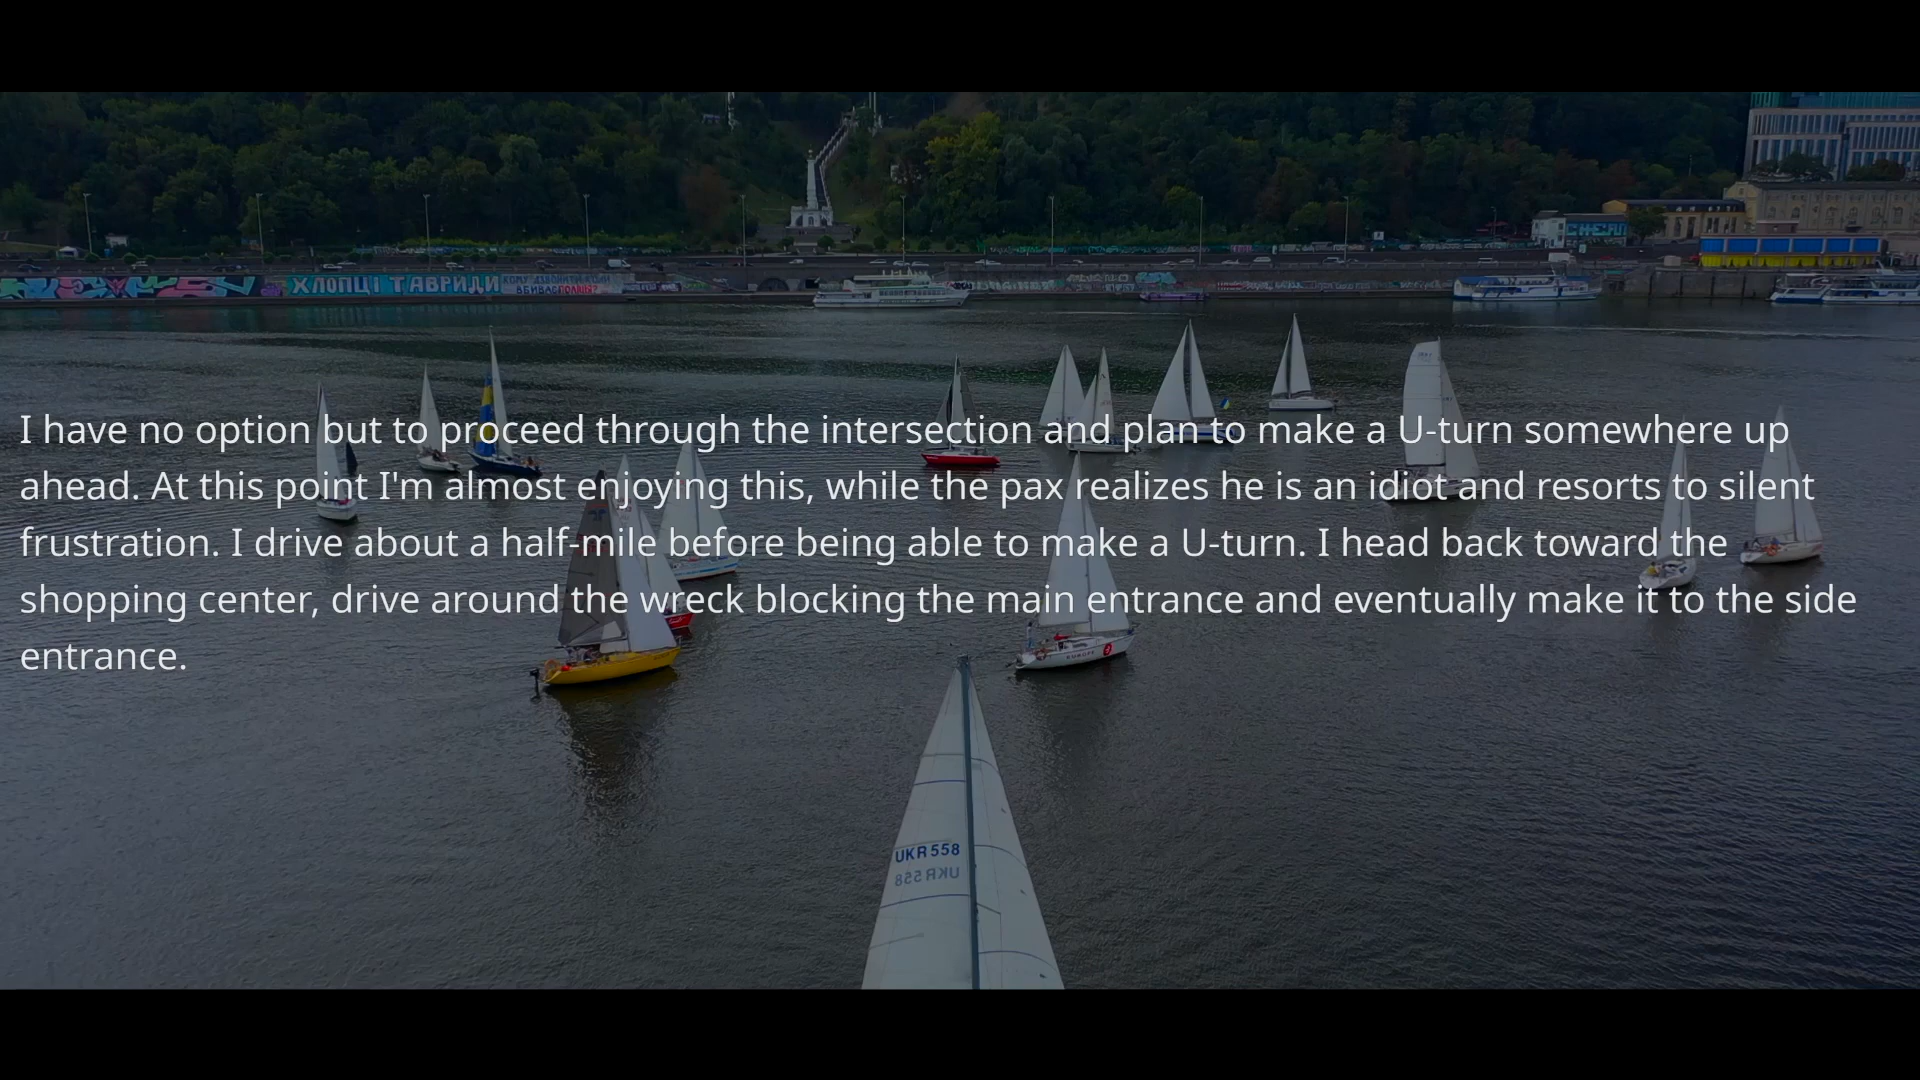 ХЛОПЦІ ТАВРИДИ
I have no option but to proceed through the intersection and plan to make a U-turn somewhere up
ahead. At this point I'm almost enjoying this, while the pax realizes he is an idiot and resorts to silent
frustration. I drive about a half-mile before being able to make a U-turn. I head back toward the
shopping center, drive around the wreck blocking the main entrance and eventually make it to the side
entrance.
UKR 558